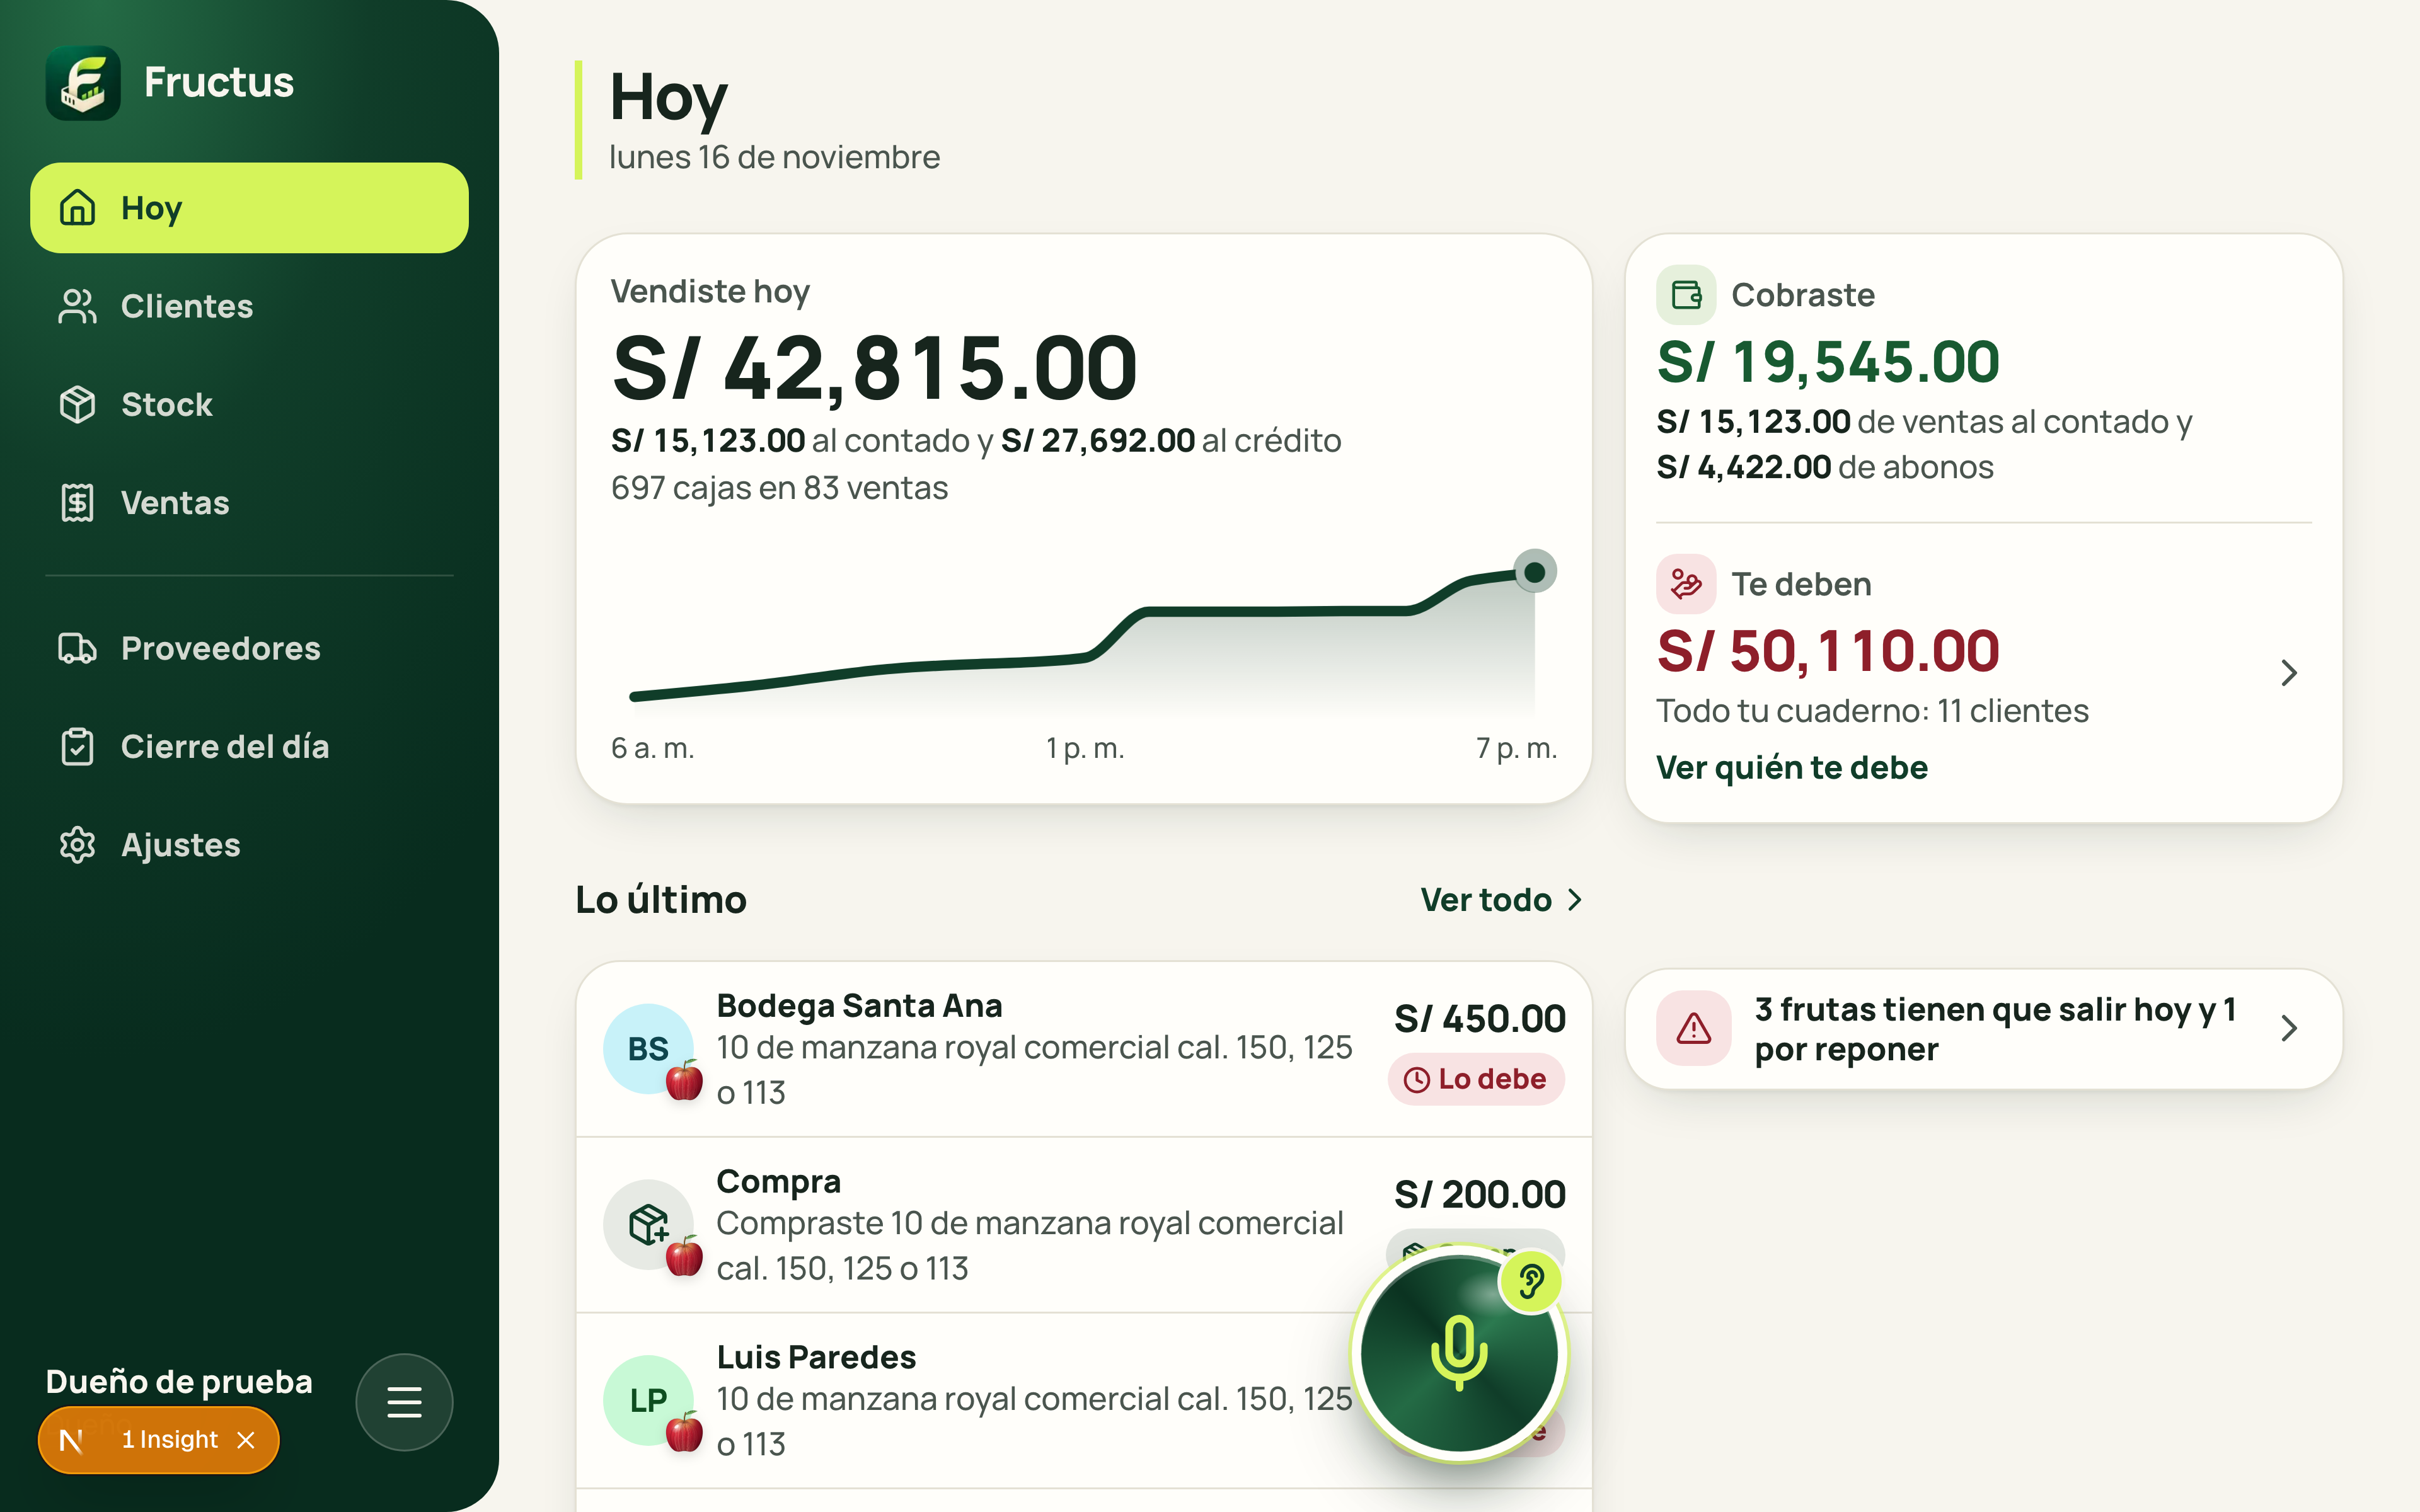 Fructus
Hoy
Clientes
Stock
Ventas
Proveedores
Cierre del día
Ajustes
Dueño de prueba
1 Insight
Hoy
lunes 16 de noviembre
Vendiste hoy
S/ 42,815.00
S/ 15,123.00 al contado y S/ 27,692.00 al crédito
697 cajas en 83 ventas
6 a. m.
1 p. m.
7 p. m.
Cobraste
S/ 19,545.00
S/ 15,123.00 de ventas al contado y
S/ 4,422.00 de abonos
Te deben
S/ 50,110.00
Todo tu cuaderno: 11 clientes
Ver quién te debe
Lo último
Ver todo
BS
Bodega Santa Ana
10 de manzana royal comercial cal. 150, 125
o 113
S/ 450.00
Lo debe
Compra
Compraste 10 de manzana royal comercial
cal. 150, 125 o 113
S/ 200.00
LP
Luis Paredes
10 de manzana royal comercial cal. 150, 125
o 113
3 frutas tienen que salir hoy y 1
por reponer